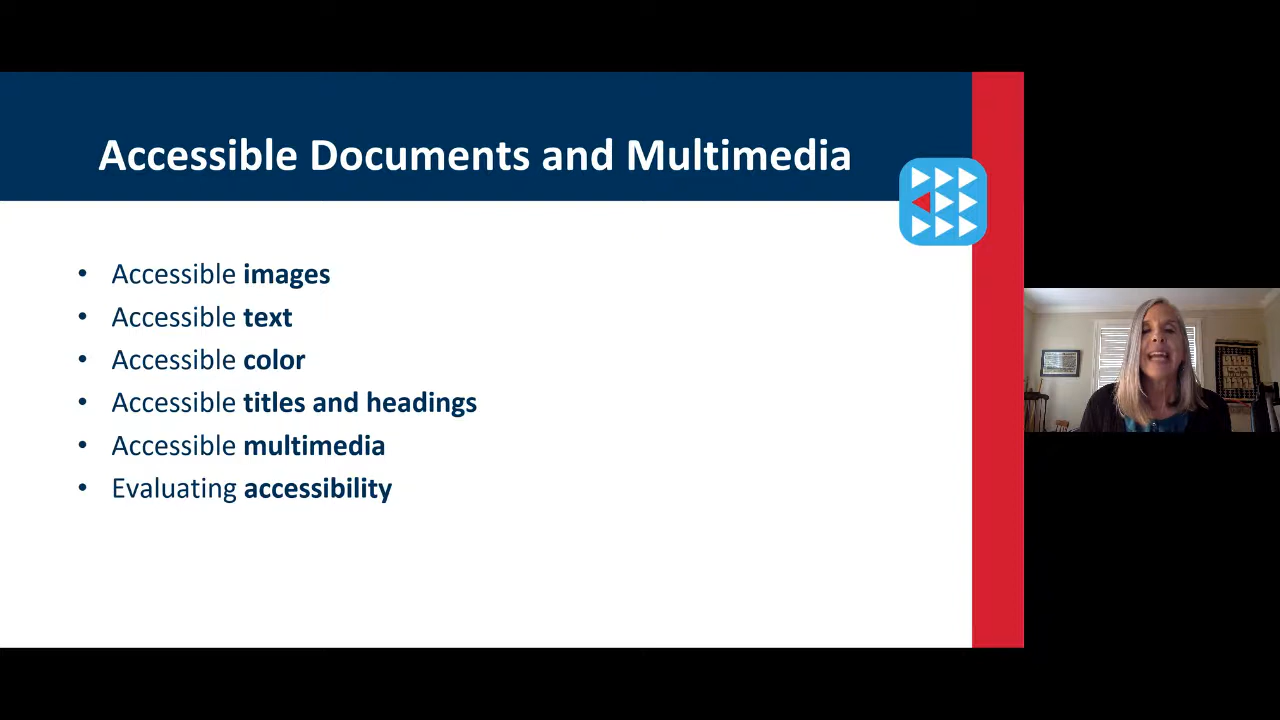 Accessible Documents and Multimedia
• Accessible images
• Accessible text
• Accessible color
• Accessible titles and headings
• Accessible multimedia
• Evaluating accessibility